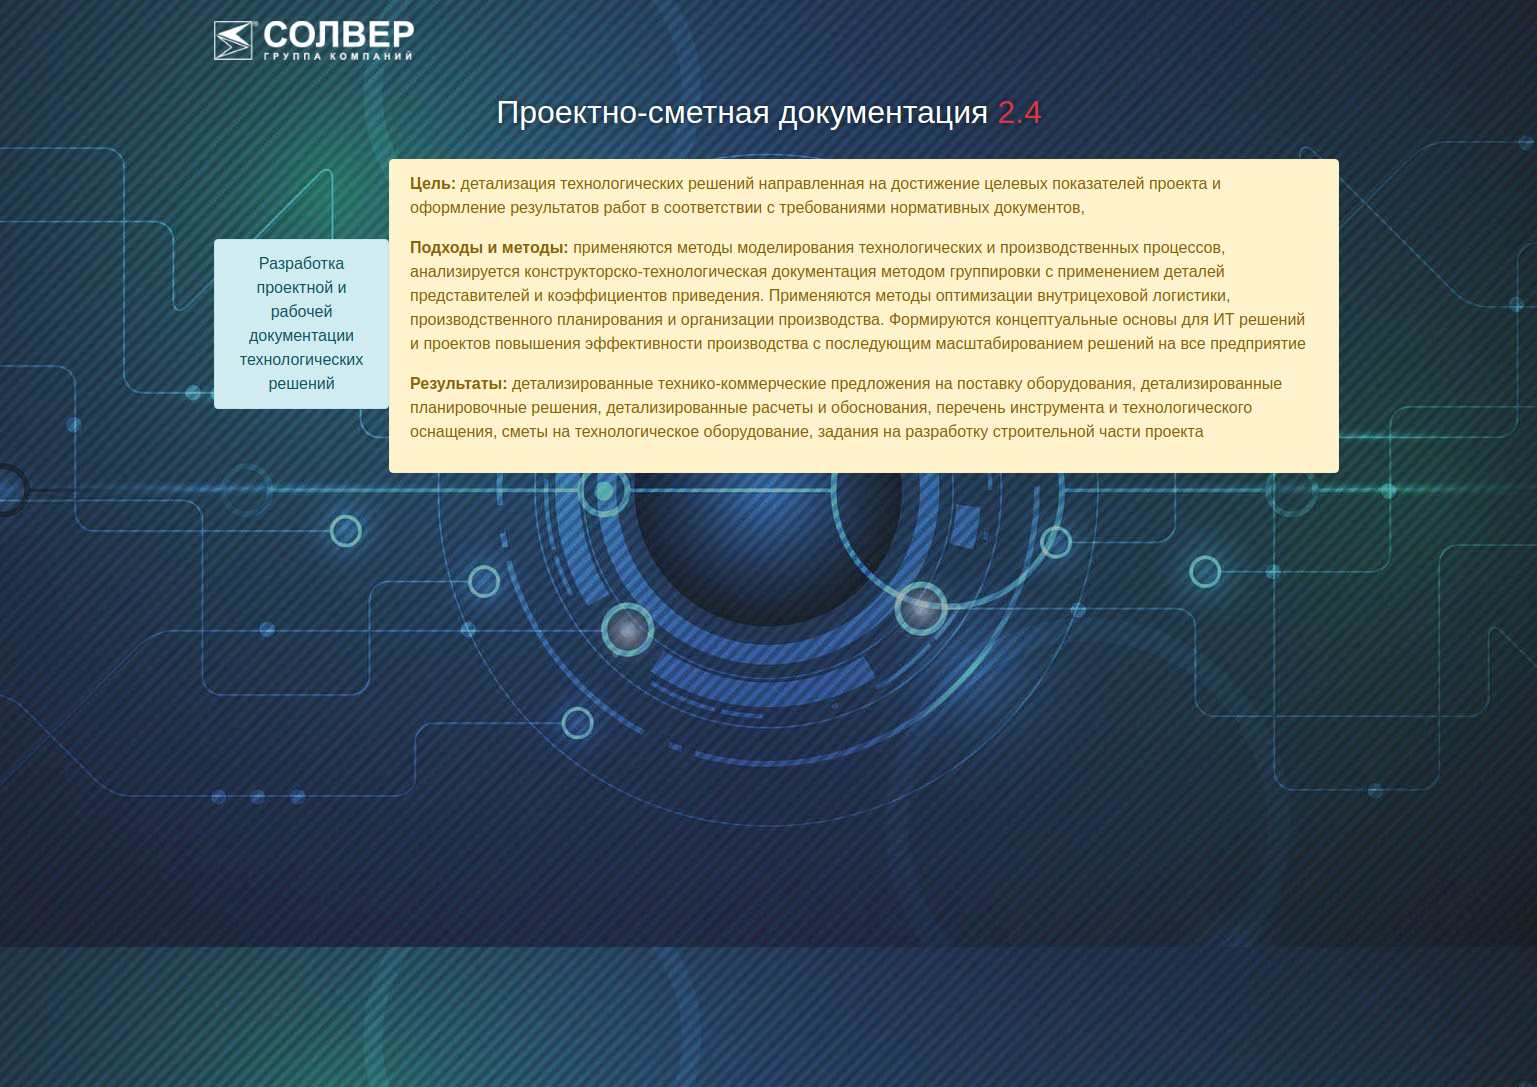 СОЛВЕР
ГРУППА КОМПАНИЙ
Проектно-сметная документация 2.4
Разработка
проектной и
рабочей
документации
технологических
решений
Цель: детализация технологических решений направленная на достижение целевых показателей проекта и
оформление результатов работ в соответствии с требованиями нормативных документов,
Подходы и методы: применяются методы моделирования технологических и производственных процессов,
анализируется конструкторско-технологическая документация методом группировки с применением деталей
представителей и коэффициентов приведения. Применяются методы оптимизации внутрицеховой логистики,
производственного планирования и организации производства. Формируются концептуальные основы для ИТ решений
и проектов повышения эффективности производства с последующим масштабированием решений на все предприятие
Результаты: детализированные технико-коммерческие предложения на поставку оборудования, детализированные
планировочные решения, детализированные расчеты и обоснования, перечень инструмента и технологического
оснащения, сметы на технологическое оборудование, задания на разработку строительной части проекта